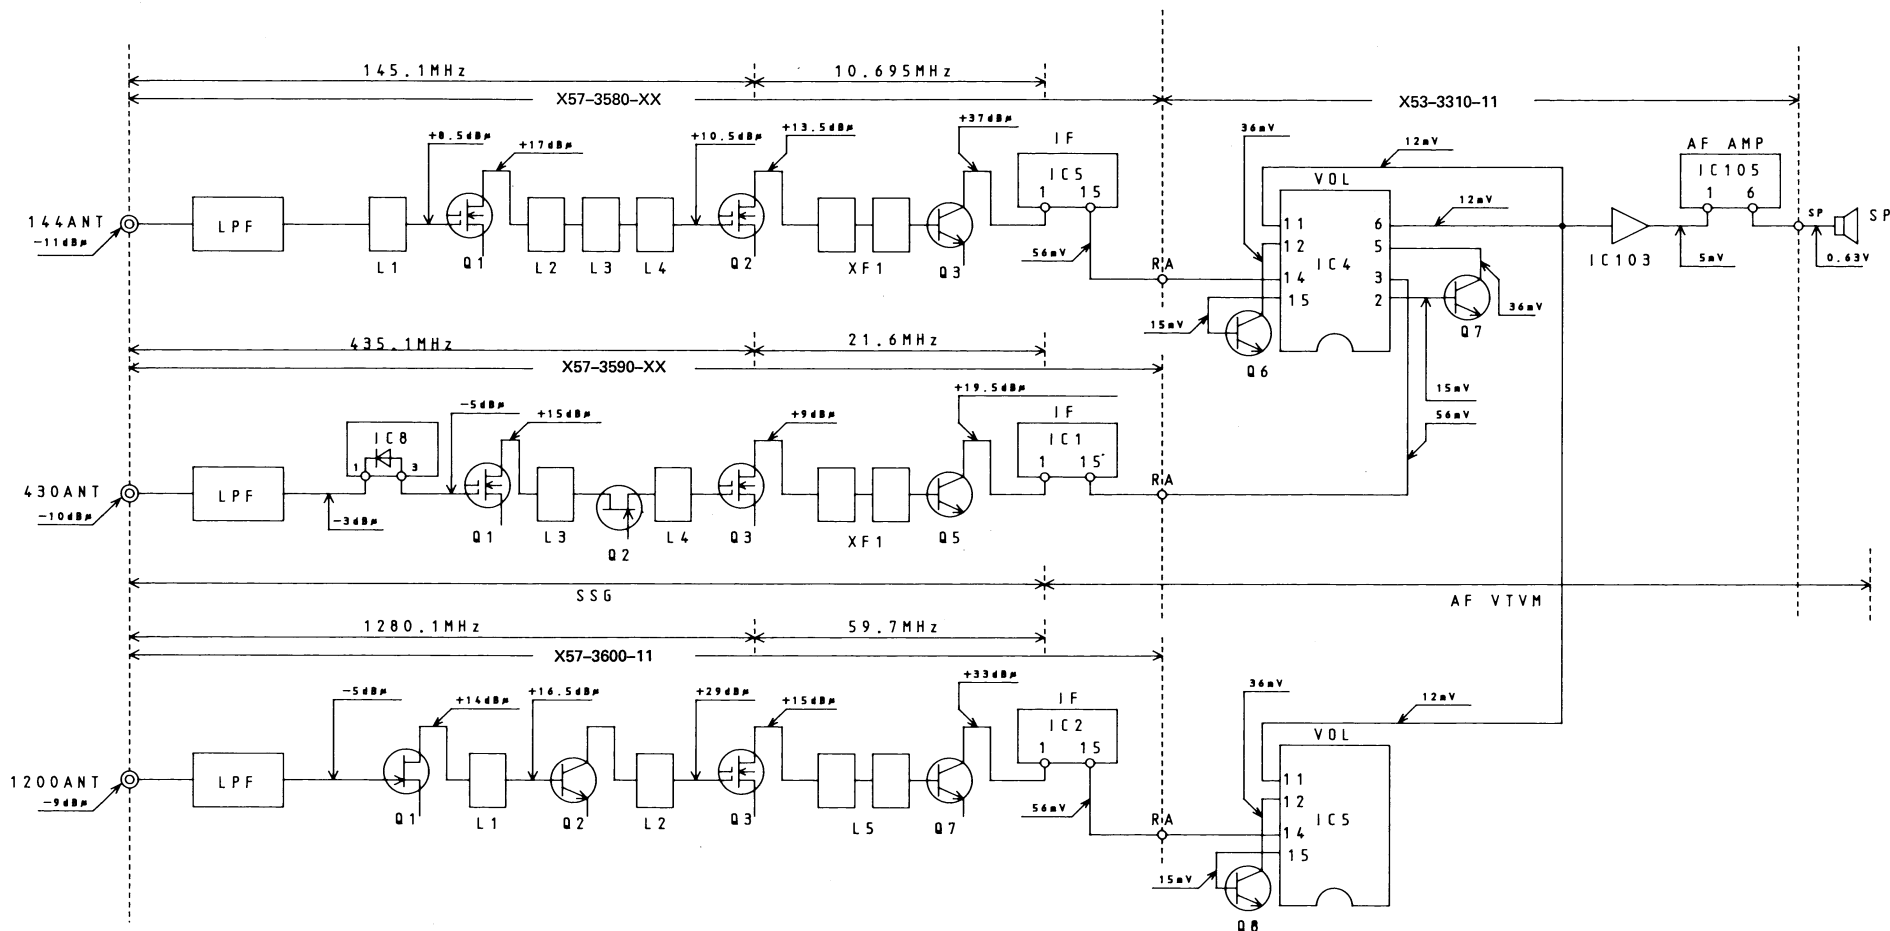 145.1MHz
10.695MHz
X57-3580-XX
X53-3310-11
+8.5dBμ
+17dBμ
+10.5dBμ
+13.5dBμ
+37dBμ
IF
IC5
1 15
36mV
12mV
AF AMP
IC105
1 6
VOL
144ANT
-11dBμ
LPF
L1
Q1
L2
L3
L4
Q2
XF1
Q3
56mV
RA
11
12
14
15
IC4
6
5
3
2
12mV
IC103
5mV
SP
SP
0.63V
15mV
Q6
Q7
36mV
15mV
56mV
435.1MHz
21.6MHz
X57-3590-XX
-5dBμ
+15dBμ
+9dBμ
+19.5dBμ
IF
IC8
1 3
IC1
1 15
430ANT
-10dBμ
LPF
-3dBμ
Q1
L3
Q2
L4
Q3
XF1
Q5
RA
SSG
AF VTVM
1280.1MHz
59.7MHz
X57-3600-11
-5dBμ
+14dBμ
+16.5dBμ
+29dBμ
+15dBμ
+33dBμ
IF
IC2
1 15
36mV
12mV
VOL
1200ANT
-9dBμ
LPF
Q1
L1
Q2
L2
Q3
L5
Q7
56mV
RA
11
12
14
15
IC5
15mV
Q8